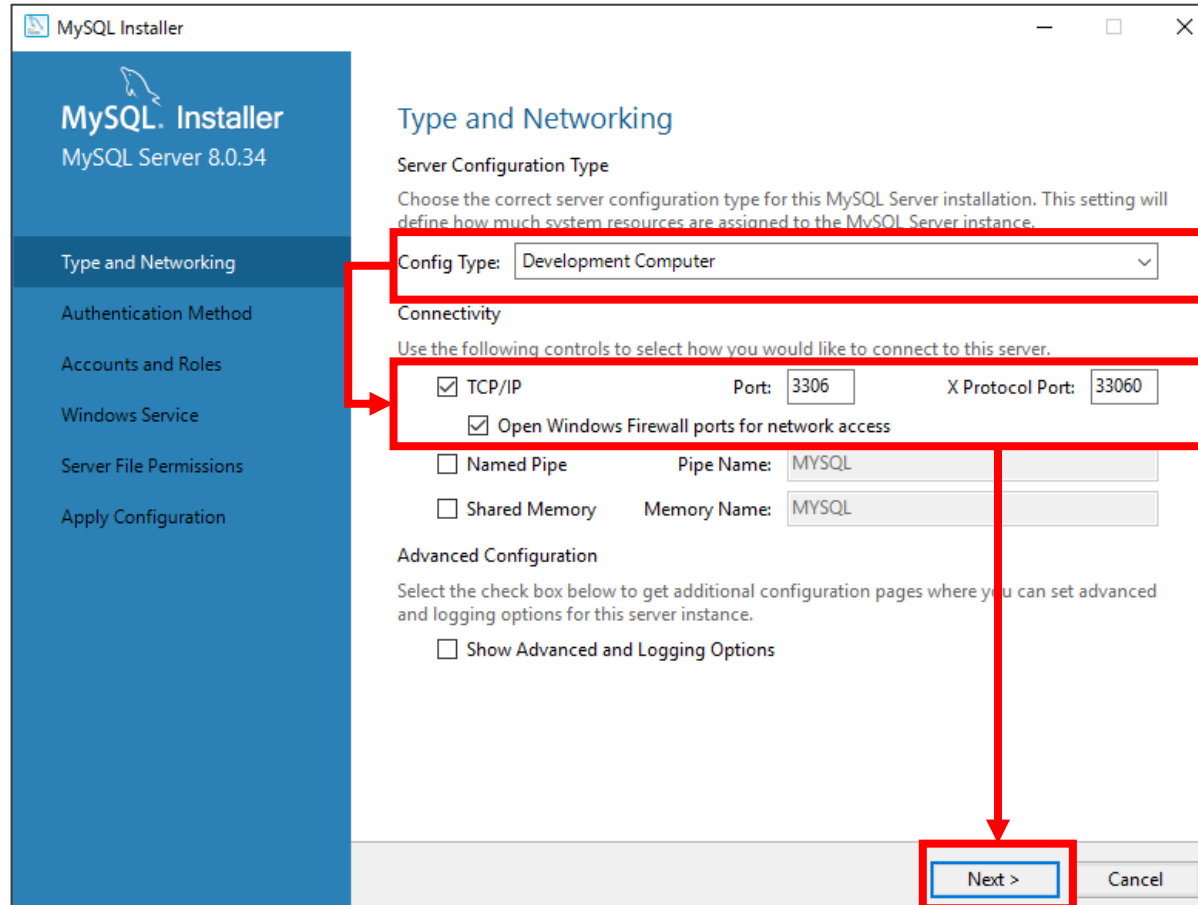 MySQL Installer
MySQL. Installer
MySQL Server 8.0.34
Type and Networking
Authentication Method
Accounts and Roles
Windows Service
Server File Permissions
Apply Configuration
Type and Networking
Server Configuration Type
Choose the correct server configuration type for this MySQL Server installation. This setting will
define how much system resources are assigned to the MySQL Server instance.
Config Type: Development Computer
Connectivity
Use the following controls to select how you would like to connect to this server.
TCP/IP Port: 3306 X Protocol Port: 33060
Open Windows Firewall ports for network access
Named Pipe Pipe Name: MYSQL
Shared Memory Memory Name: MYSQL
Advanced Configuration
Select the check box below to get additional configuration pages where you can set advanced
and logging options for this server instance.
Show Advanced and Logging Options
Next > Cancel